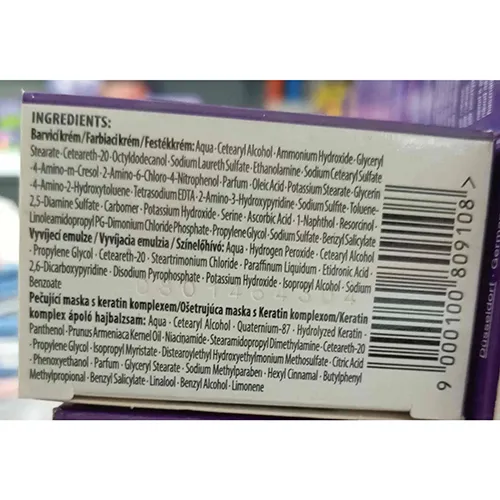 INGREDIENTS:
Barvicí krém/Farbiaci krém/Festékkrém: Aqua · Cetearyl Alcohol · Ammonium Hydroxide · Glyceryl
Stearate · Ceteareth-20 · Octyldodecanol · Sodium Laureth Sulfate · Ethanolamine · Sodium Cetearyl Sulfate
· 4-Amino-m-Cresol · 2-Amino-6-Chloro-4-Nitrophenol · Parfum · Oleic Acid · Potassium Stearate · Glycerin
· 4-Amino-2-Hydroxytoluene · Tetrasodium EDTA · 2-Amino-3-Hydroxypyridine · Sodium Sulfite · Toluene-
2,5-Diamine Sulfate · Carbomer · Potassium Hydroxide · Serine · Ascorbic Acid · 1-Naphthol · Resorcinol ·
Linoleamidopropyl PG-Dimonium Chloride Phosphate · Propylene Glycol · Sodium Sulfate · Benzyl Salicylate
Vyvíjecí emulze / Vyvíjacia emulzia / Színelőhívó: Aqua · Hydrogen Peroxide · Cetearyl Alcohol
· Propylene Glycol · Ceteareth-20 · Steartrimonium Chloride · Paraffinum Liquidum · Etidronic Acid ·
2,6-Dicarboxypyridine · Disodium Pyrophosphate · Potassium Hydroxide · Isopropyl Alcohol · Sodium
Benzoate
Pečující maska s keratin komplexem/Ošetrujúca maska s Keratin komplexom/Keratin
komplex ápoló hajbalzsam: Aqua · Cetearyl Alcohol · Quaternium-87 · Hydrolyzed Keratin ·
Panthenol · Prunus Armeniaca Kernel Oil · Niacinamide · Stearamidopropyl Dimethylamine · Ceteareth-20
· Propylene Glycol · Isopropyl Myristate · Distearoylethyl Hydroxyethylmonium Methosulfate · Citric Acid
· Phenoxyethanol · Parfum · Glyceryl Stearate · Sodium Methylparaben · Hexyl Cinnamal · Butylphenyl
Methylpropional · Benzyl Salicylate · Linalool · Benzyl Alcohol · Limonene
9 000100 809108 >